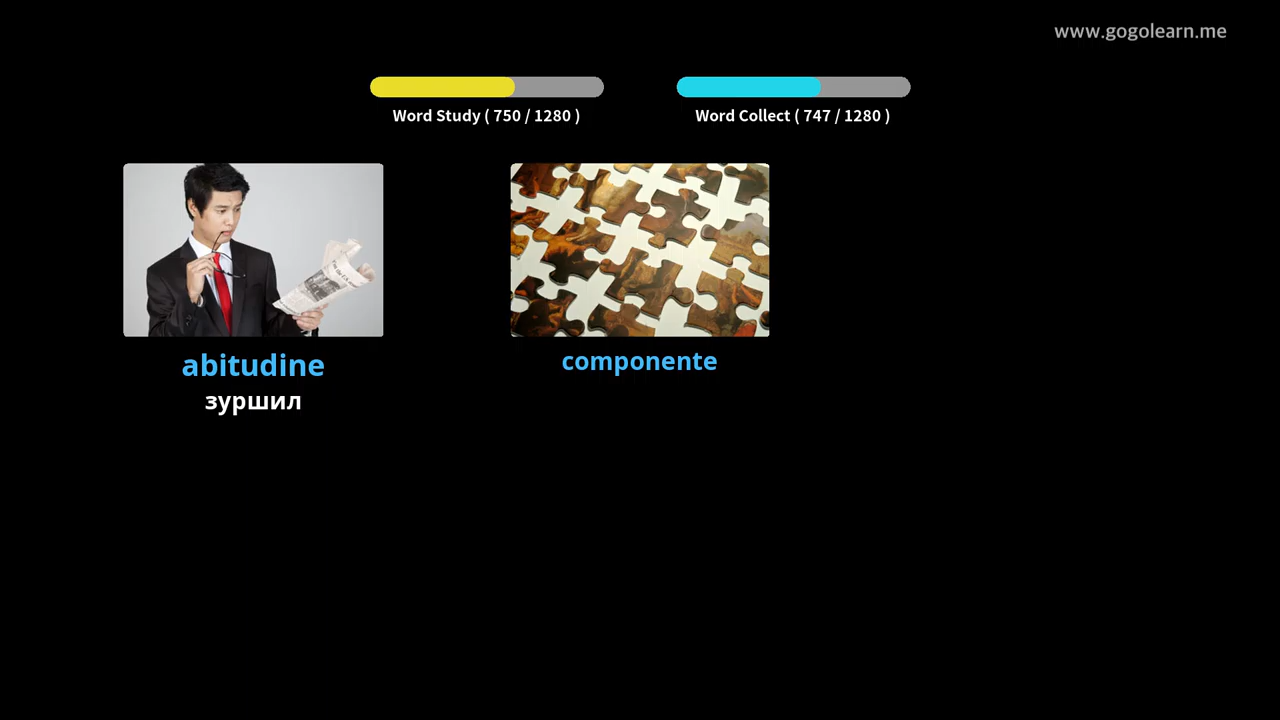 www.gogolearn.me
Word Study ( 750 / 1280 )
Word Collect ( 747 / 1280 )
abitudine
зуршил
componente